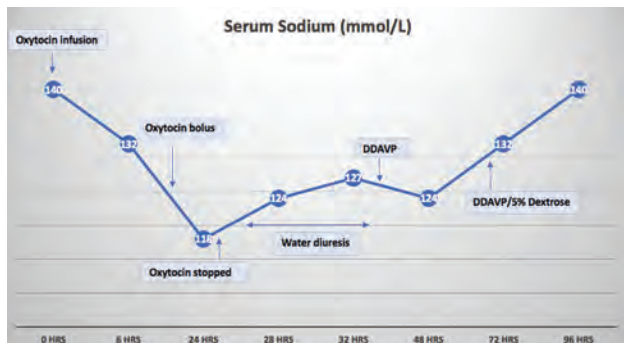 Serum Sodium (mmol/L)
Oxytocin infusion
140
140
Oxytocin bolus
132
132
DDAVP
127
124
124
DDAVP/5% Dextrose
118
Water diuresis
Oxytocin stopped
0 HRS 6 HRS 24 HRS 28 HRS 32 HRS 48 HRS 72 HRS 96 HRS